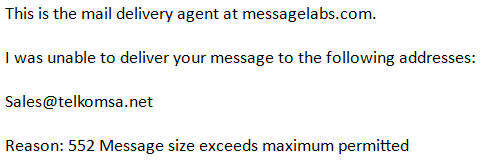 This is the mail delivery agent at messagelabs.com.
I was unable to deliver your message to the following addresses:
Sales@telkomsa.net
Reason: 552 Message size exceeds maximum permitted